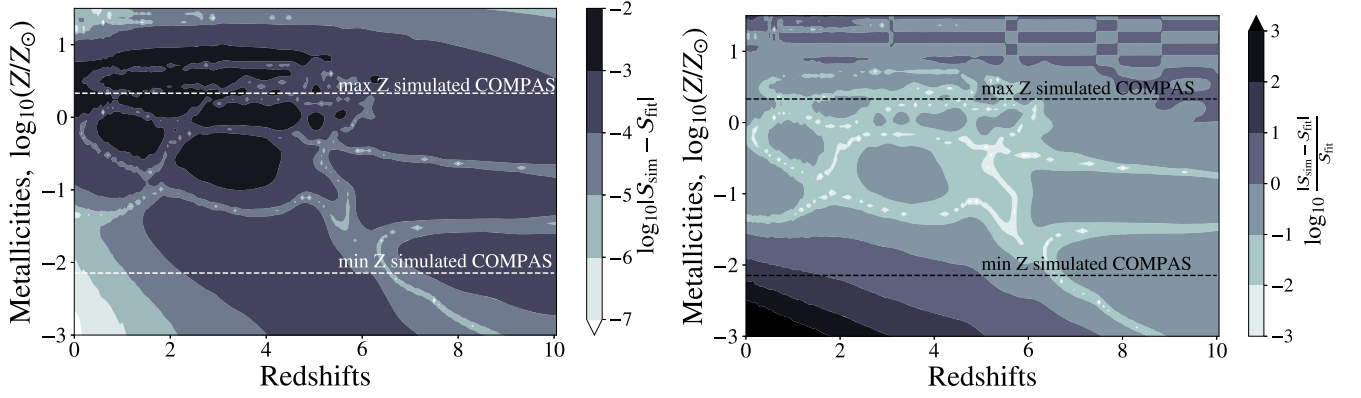 Metallicities, log₁₀(Z/Z⊙)
1
0
−1
−2
−3
max Z simulated COMPAS
min Z simulated COMPAS
0 2 4 6 8 10
Redshifts
−2
−3
−4
−5
−6
−7
log₁₀|𝒮sim − 𝒮fit|
Metallicities, log₁₀(Z/Z⊙)
1
0
−1
−2
−3
max Z simulated COMPAS
min Z simulated COMPAS
0 2 4 6 8 10
Redshifts
3
2
1
0
−1
−2
−3
log₁₀ |𝒮sim − 𝒮fit| / 𝒮fit